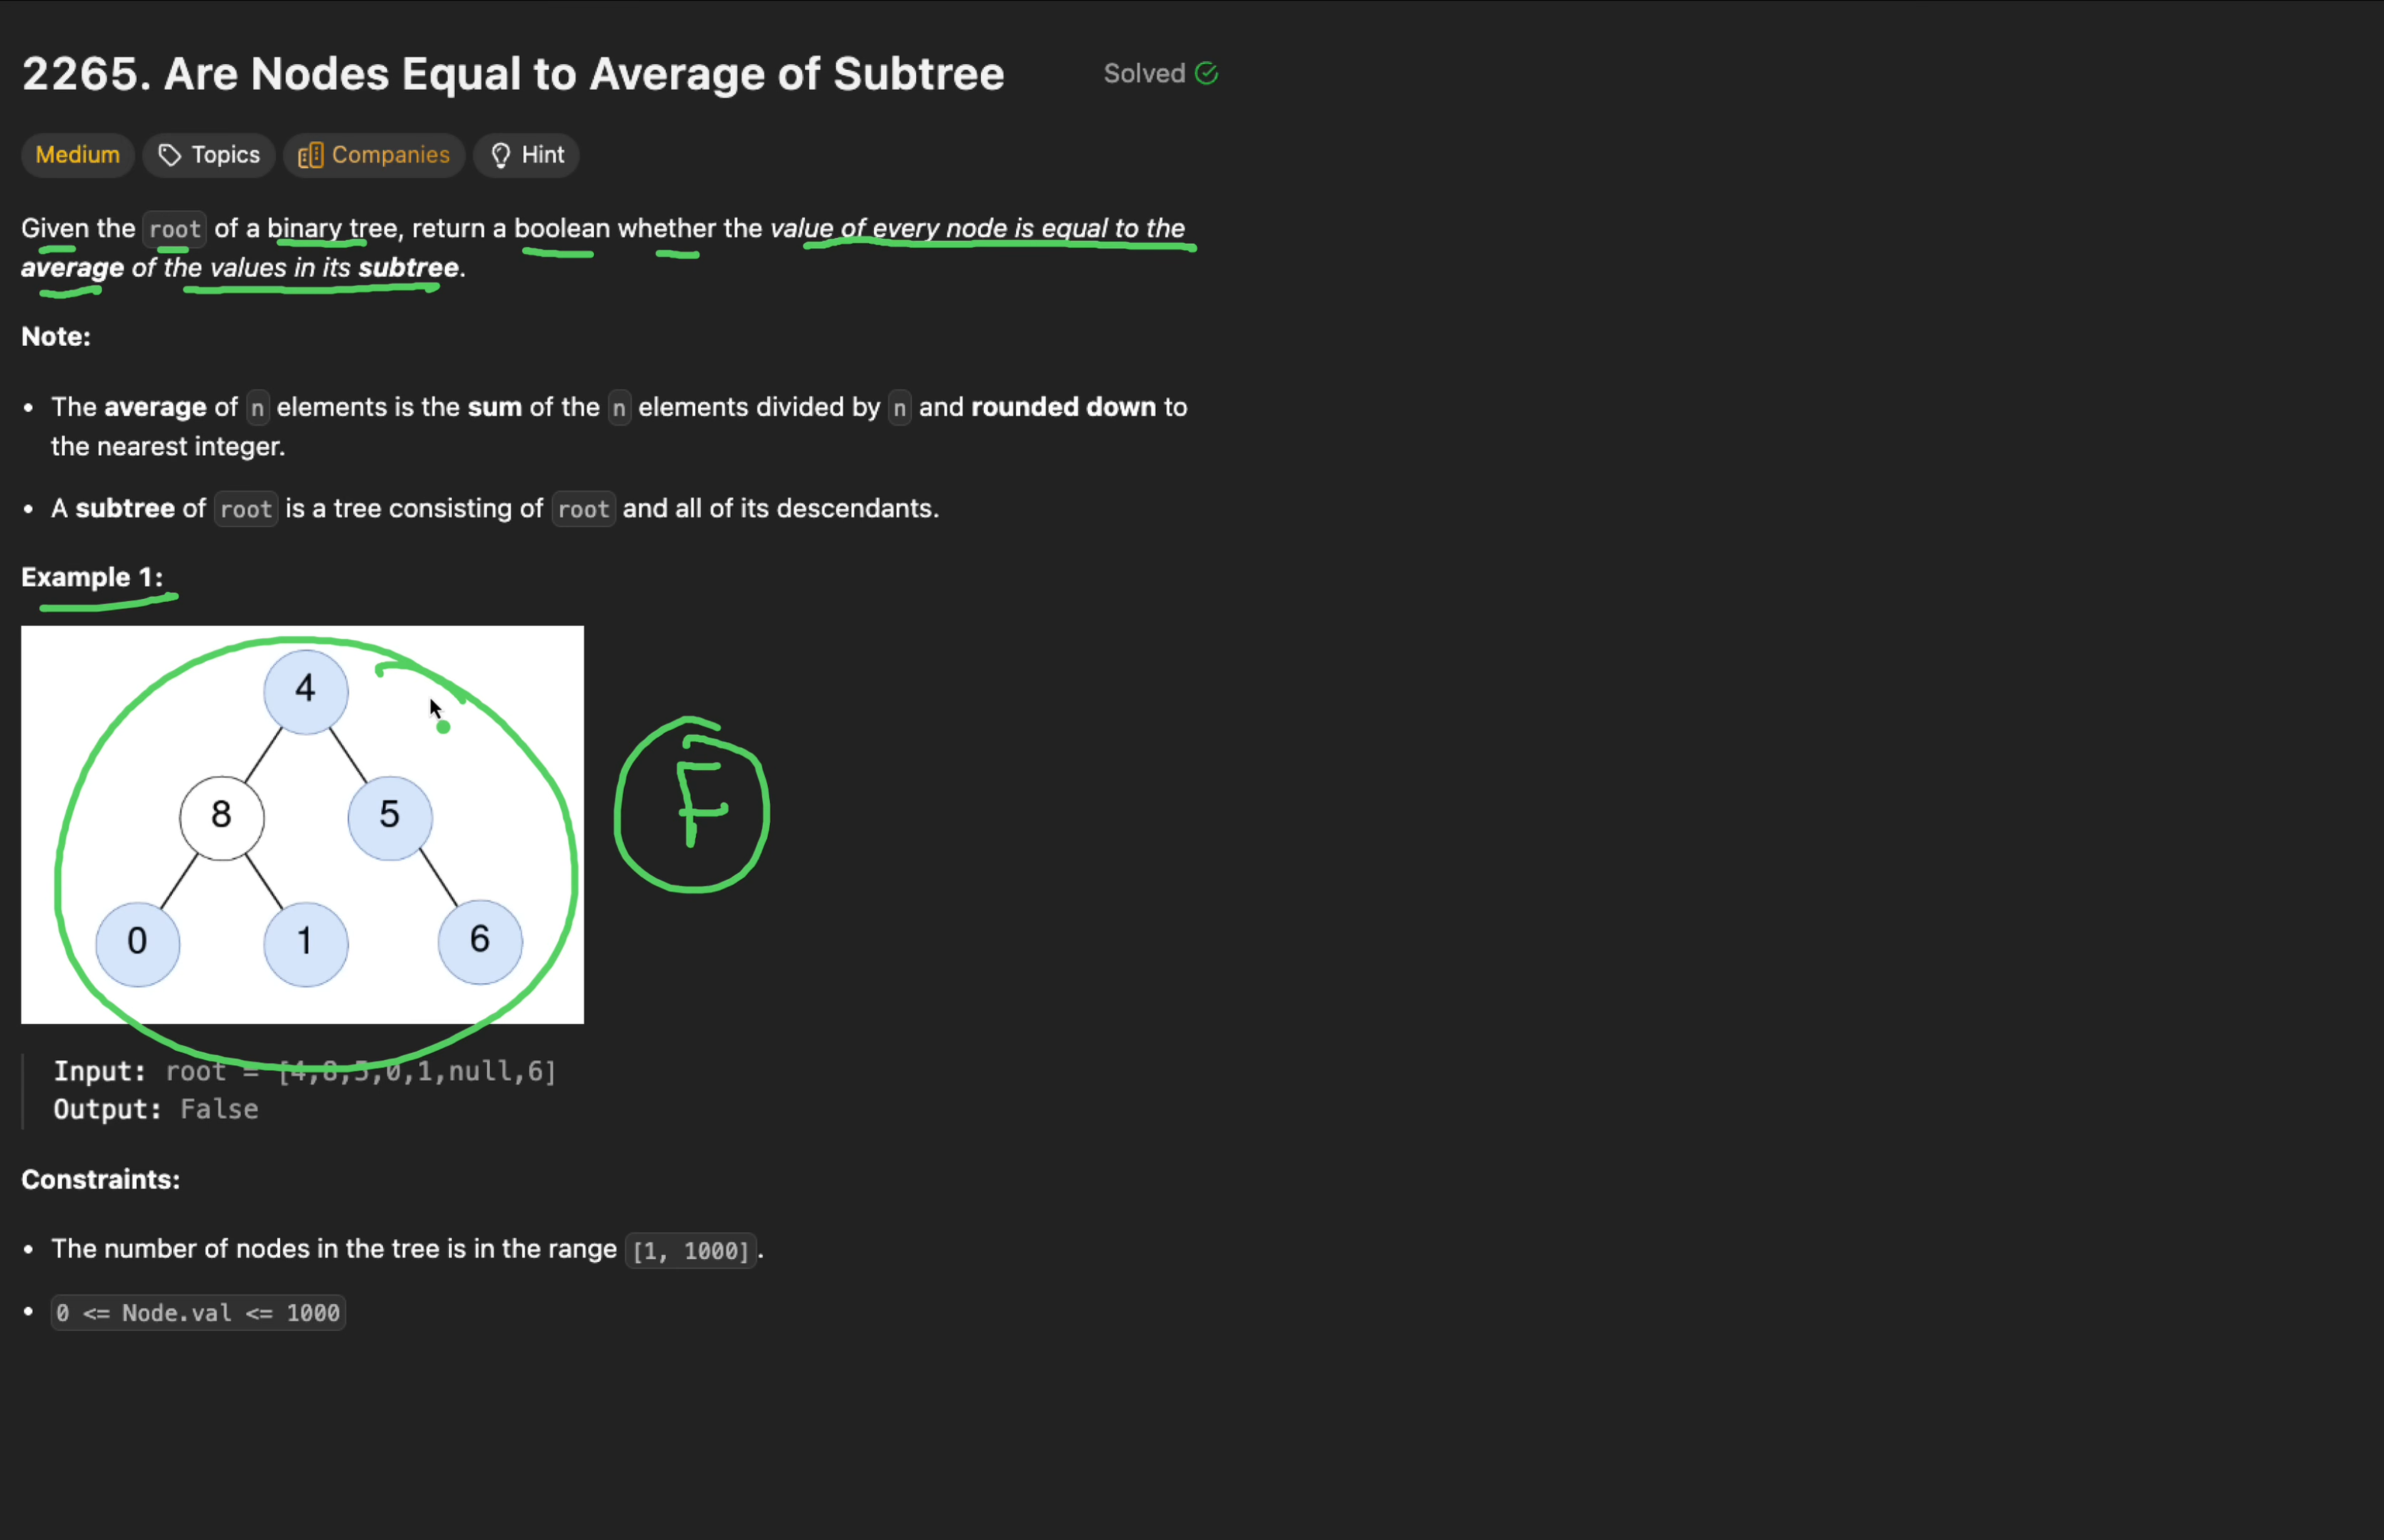 2265. Are Nodes Equal to Average of Subtree
Solved
Medium Topics Companies Hint
Given the root of a binary tree, return a boolean whether the value of every node is equal to the
average of the values in its subtree.
Note:
• The average of n elements is the sum of the n elements divided by n and rounded down to
the nearest integer.
• A subtree of root is a tree consisting of root and all of its descendants.
Example 1:
4
8 5
0 1 6
F
Input: root = [4,8,5,0,1,null,6]
Output: False
Constraints:
• The number of nodes in the tree is in the range [1, 1000].
• 0 <= Node.val <= 1000